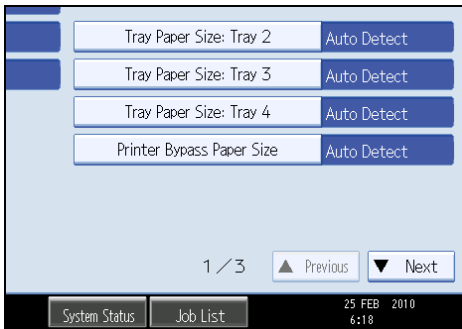 Tray Paper Size: Tray 2 Auto Detect
Tray Paper Size: Tray 3 Auto Detect
Tray Paper Size: Tray 4 Auto Detect
Printer Bypass Paper Size Auto Detect
1/3 ▲ Previous ▼ Next
System Status Job List 25 FEB 2010
6:18